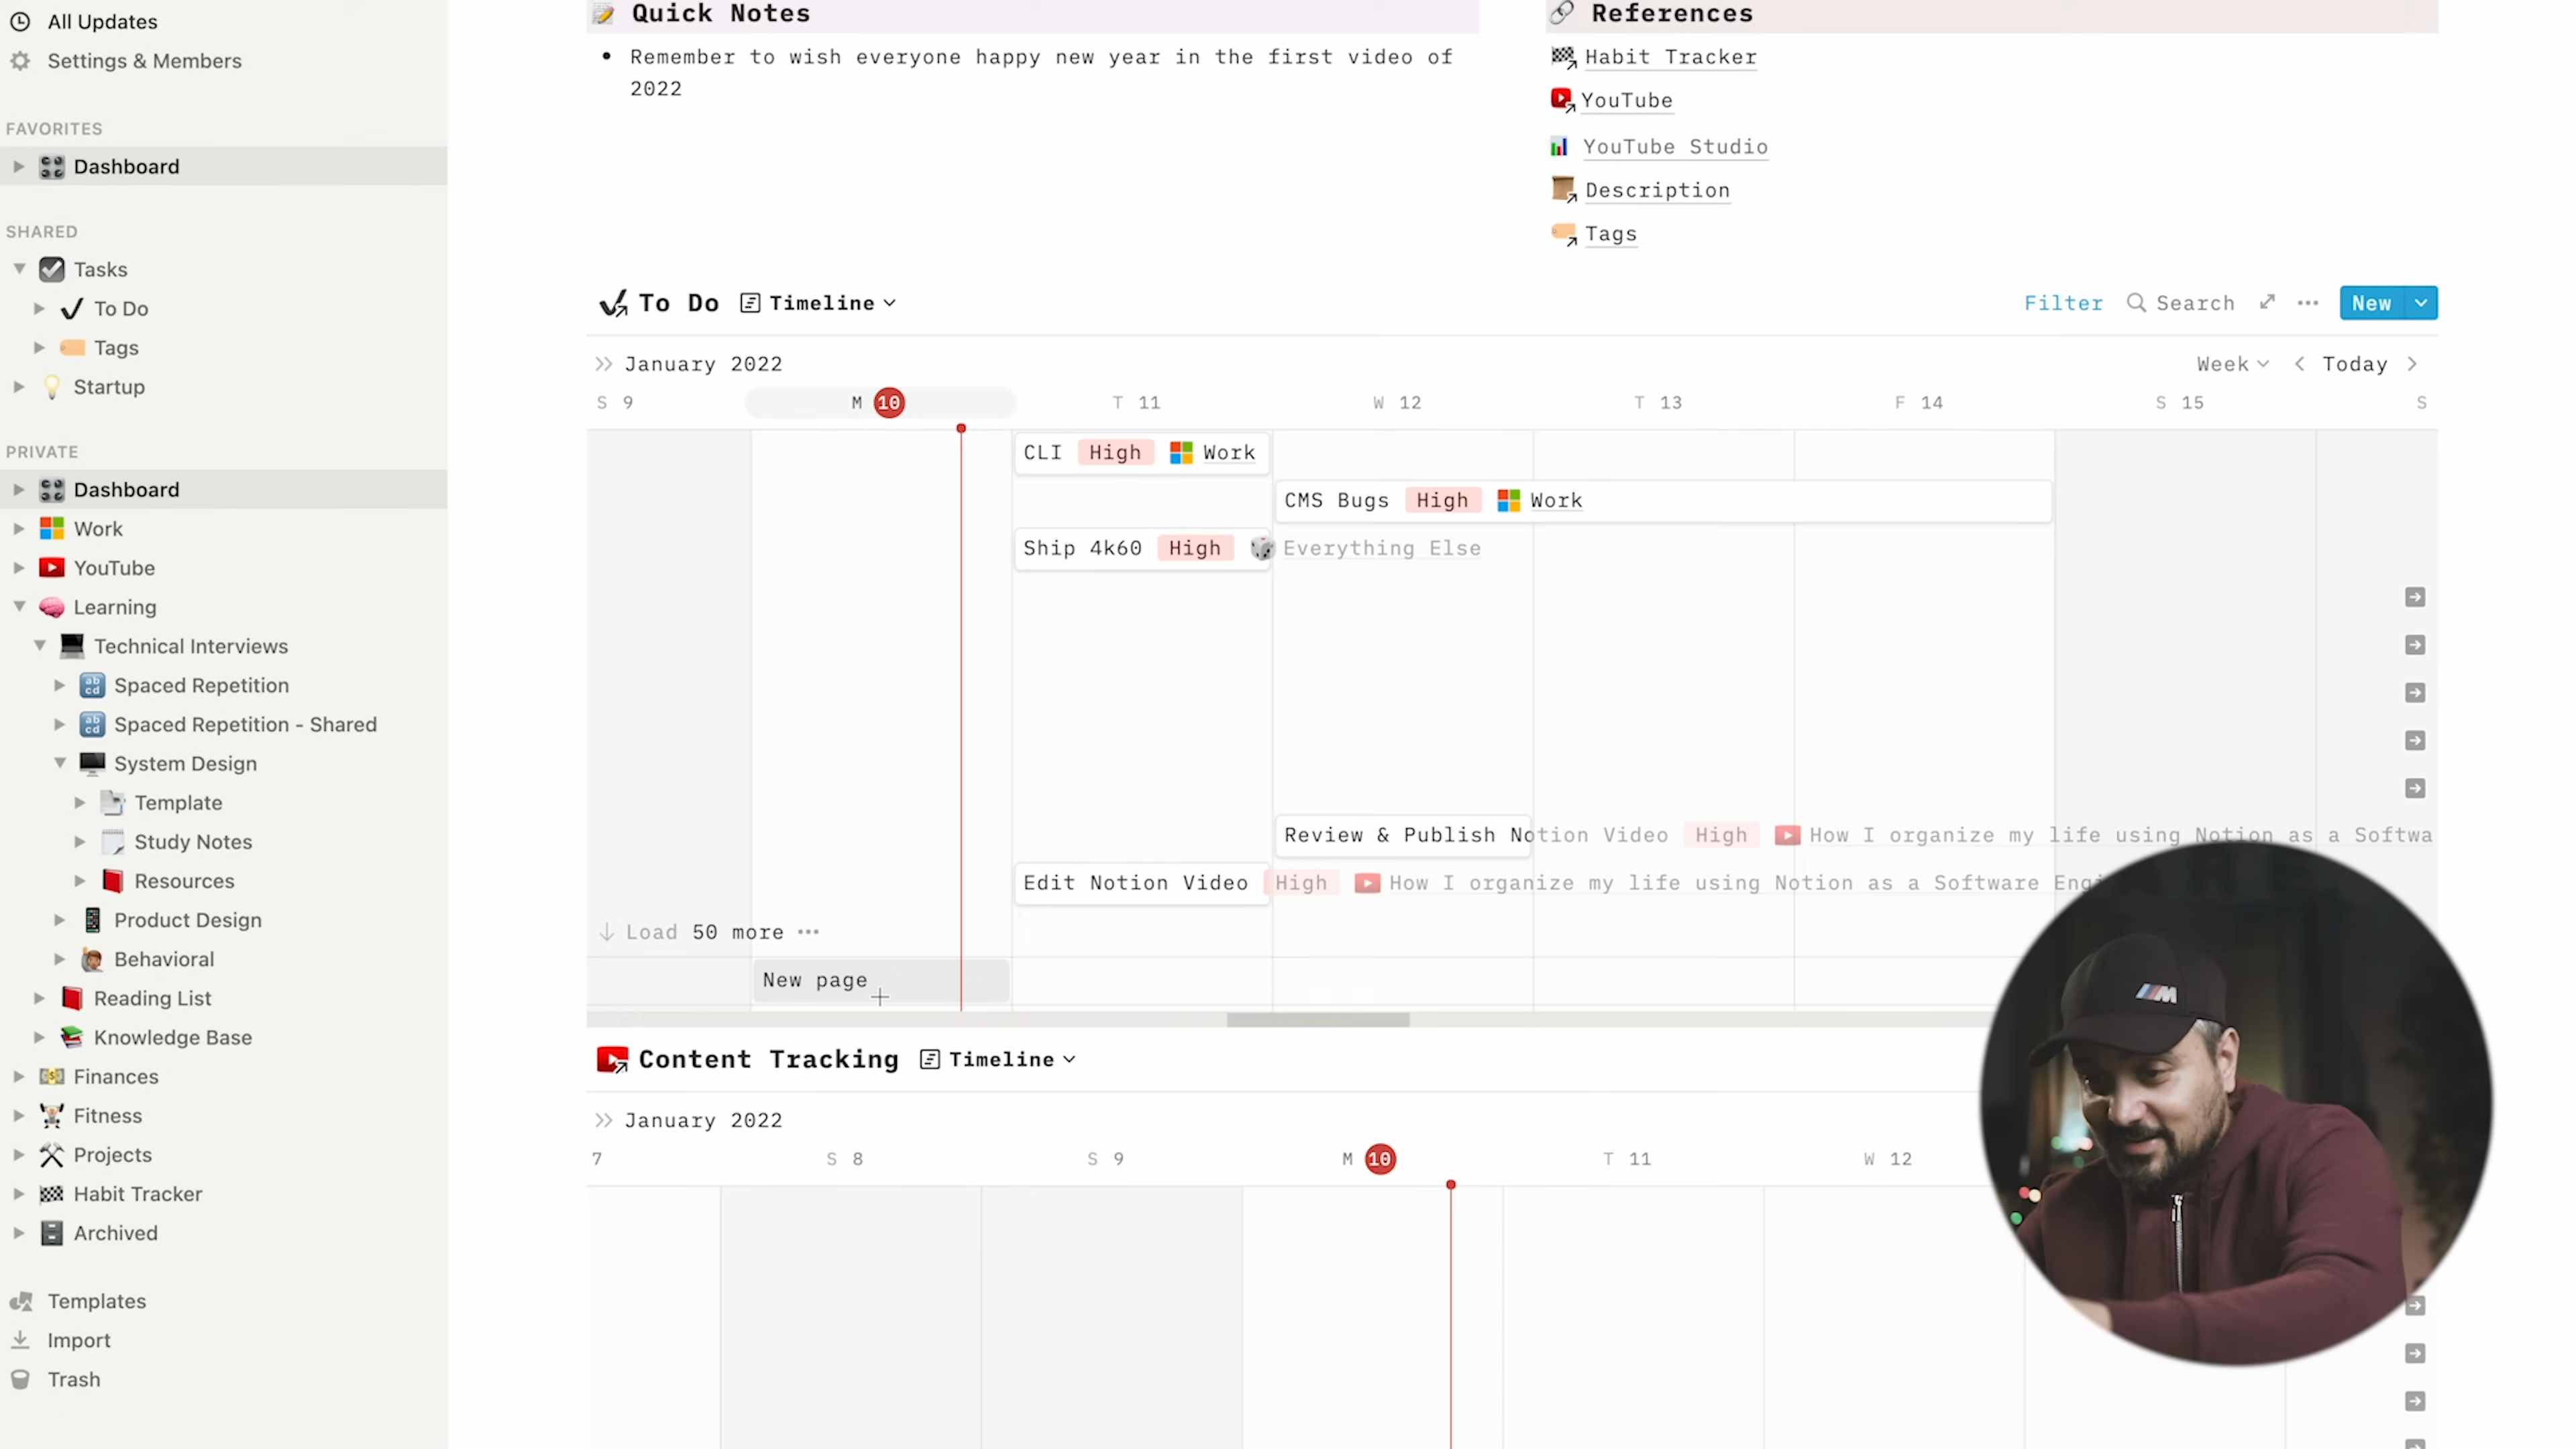 All Updates
Settings & Members
FAVORITES
Dashboard
SHARED
Tasks
To Do
Tags
Startup
PRIVATE
Dashboard
Work
YouTube
Learning
Technical Interviews
Spaced Repetition
Spaced Repetition - Shared
System Design
Template
Study Notes
Resources
Product Design
Behavioral
Reading List
Knowledge Base
Finances
Fitness
Projects
Habit Tracker
Archived
Templates
Import
Trash
Quick Notes
Remember to wish everyone happy new year in the first video of
2022
References
Habit Tracker
YouTube
YouTube Studio
Description
Tags
To Do Timeline Filter Search New
January 2022 Week Today
S 9 M 10 T 11 W 12 T 13 F 14 S 15 S
CLI High Work
CMS Bugs High Work
Ship 4k60 High Everything Else
Review & Publish Notion Video High How I organize my life using Notion as a Softwa
Edit Notion Video High How I organize my life using Notion as a Software
Load 50 more
New page
Content Tracking Timeline
January 2022
7 S 8 S 9 M 10 T 11 W 12
M